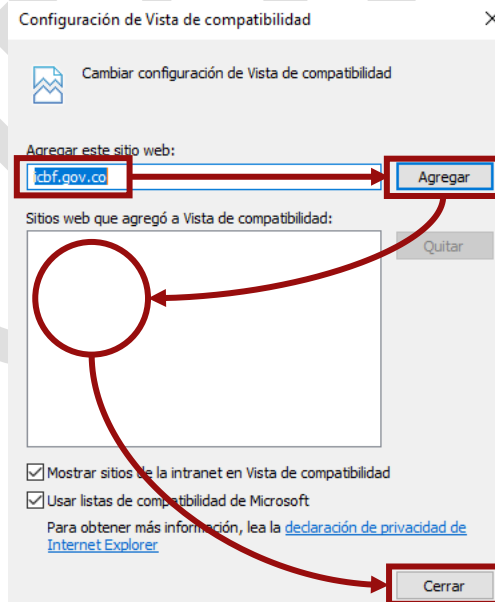 Configuración de Vista de compatibilidad
Cambiar configuración de Vista de compatibilidad
Agregar este sitio web:
icbf.gov.co
Agregar
Sitios web que agregó a Vista de compatibilidad:
Quitar
Mostrar sitios de la intranet en Vista de compatibilidad
Usar listas de compatibilidad de Microsoft
Para obtener más información, lea la declaración de privacidad de
Internet Explorer
Cerrar